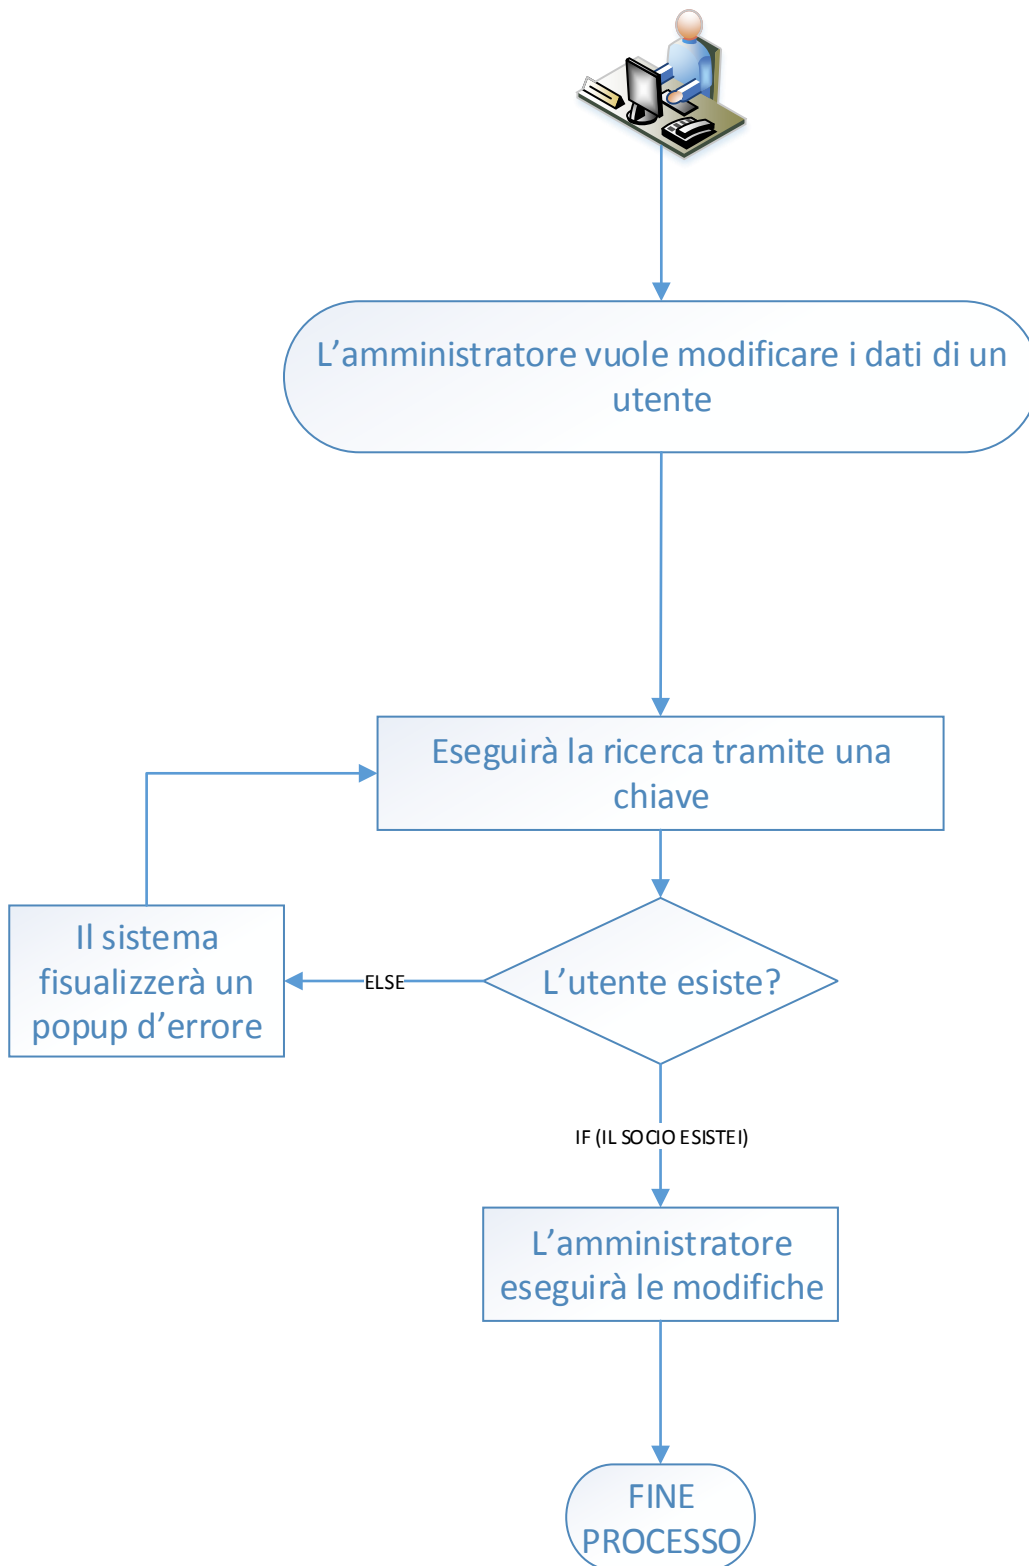 L'amministratore vuole modificare i dati di un
utente
Eseguirà la ricerca tramite una
chiave
Il sistema
fisualizzerà un
popup d'errore
ELSE
L'utente esiste?
IF (IL SOCIO ESISTEI)
L'amministratore
eseguirà le modifiche
FINE
PROCESSO